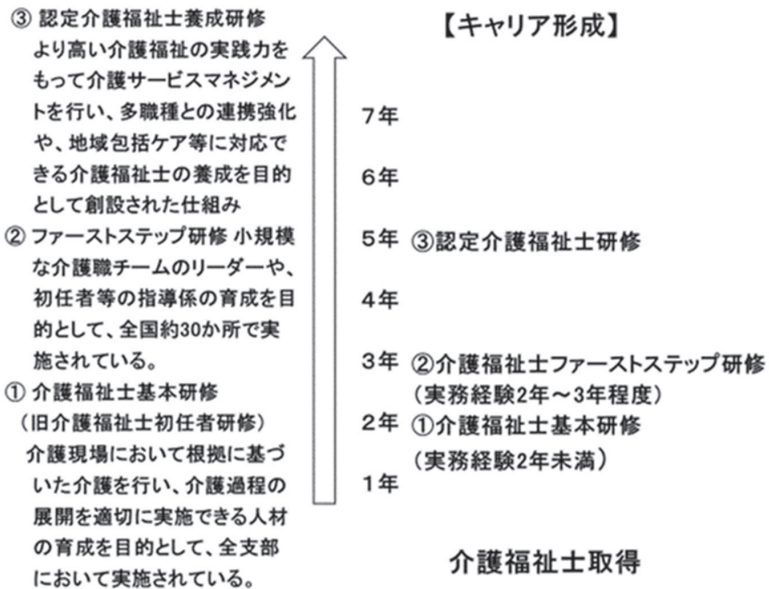 ③ 認定介護福祉士養成研修
より高い介護福祉の実践力を
もって介護サービスマネジメン
トを行い、多職種との連携強化
や、地域包括ケア等に対応で
きる介護福祉士の養成を目的
として創設された仕組み
② ファーストステップ研修 小規模
な介護職チームのリーダーや、
初任者等の指導係の育成を目
的として、全国約30か所で実
施されている。
① 介護福祉士基本研修
（旧介護福祉士初任者研修）
介護現場において根拠に基づ
いた介護を行い、介護過程の
展開を適切に実施できる人材
の育成を目的として、全支部
において実施されている。
【キャリア形成】
7年
6年
5年 ③認定介護福祉士研修
4年
3年 ②介護福祉士ファーストステップ研修
（実務経験2年～3年程度）
2年 ①介護福祉士基本研修
（実務経験2年未満）
1年
介護福祉士取得